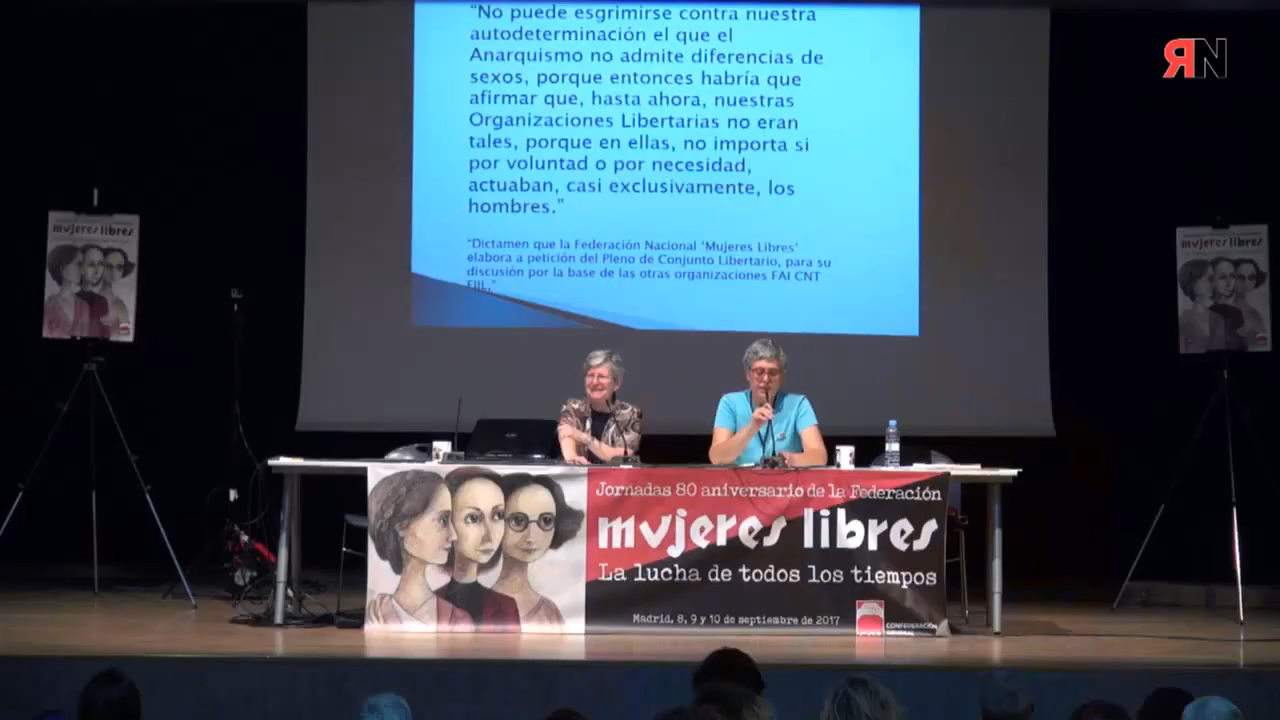 “No puede esgrimirse contra nuestra
autodeterminación el que el
Anarquismo no admite diferencias de
sexos, porque entonces habría que
afirmar que, hasta ahora, nuestras
Organizaciones Libertarias no eran
tales, porque en ellas, no importa si
por voluntad o por necesidad,
actuaban, casi exclusivamente, los
hombres.”
“Dictamen que la Federación Nacional ‘Mujeres Libres’
elabora a petición del Pleno de Conjunto Libertario, para su
discusión por la base de las otras organizaciones FAI CNT
FIJL.”
ЯN
mujeres libres
mujeres libres
Jornadas 80 aniversario de la Federación
mujeres libres
La lucha de todos los tiempos
Madrid, 8, 9 y 10 de septiembre de 2017
CONFEDERACIÓN
GENERAL